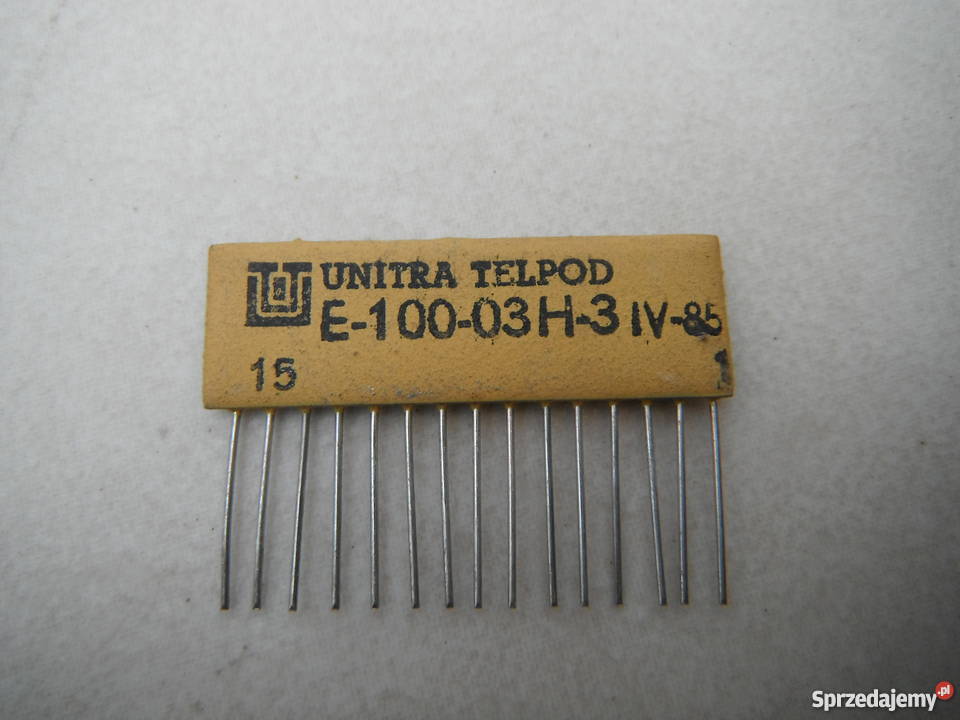 UNITRA TELPOD
E-100-03H-3 IV-85
15 1
Sprzedajemy.pl